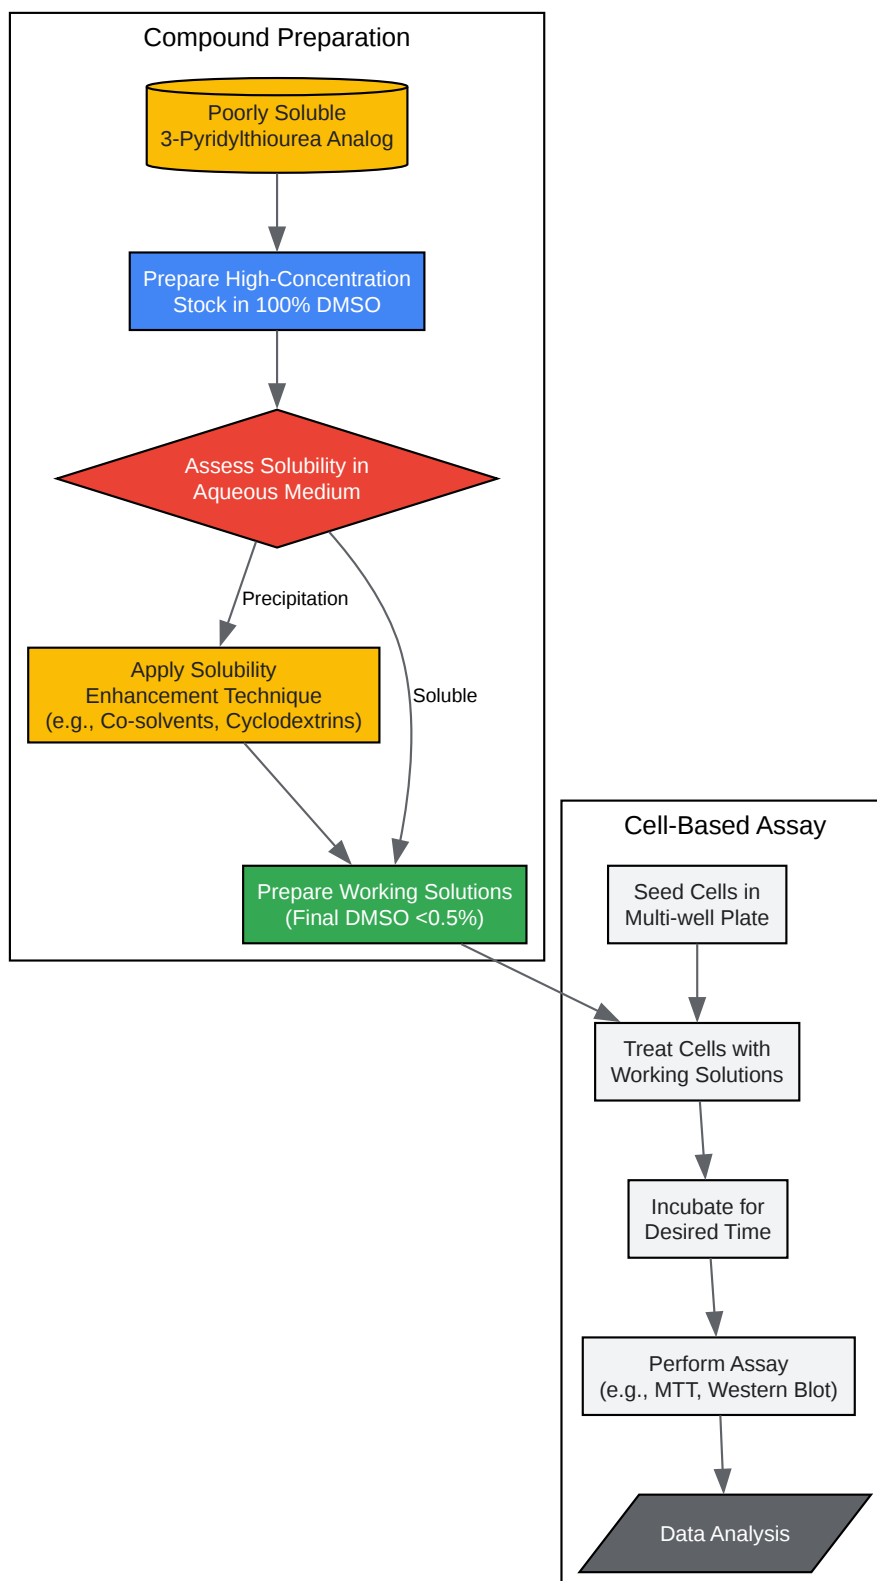 Compound Preparation
Poorly Soluble
3-Pyridylthiourea Analog
Prepare High-Concentration
Stock in 100% DMSO
Assess Solubility in
Aqueous Medium
Precipitation
Apply Solubility
Enhancement Technique
(e.g., Co-solvents, Cyclodextrins)
Soluble
Prepare Working Solutions
(Final DMSO <0.5%)
Cell-Based Assay
Seed Cells in
Multi-well Plate
Treat Cells with
Working Solutions
Incubate for
Desired Time
Perform Assay
(e.g., MTT, Western Blot)
Data Analysis